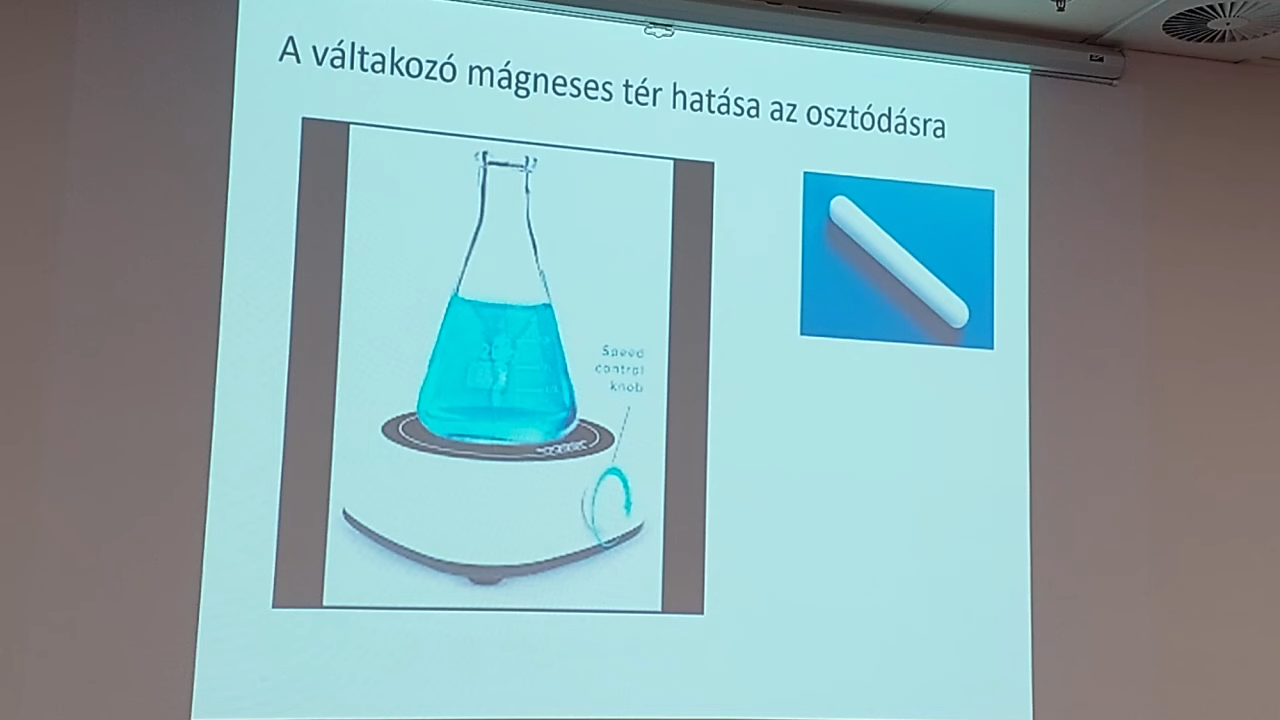 A váltakozó mágneses tér hatása az osztódásra
Speed
control
knob